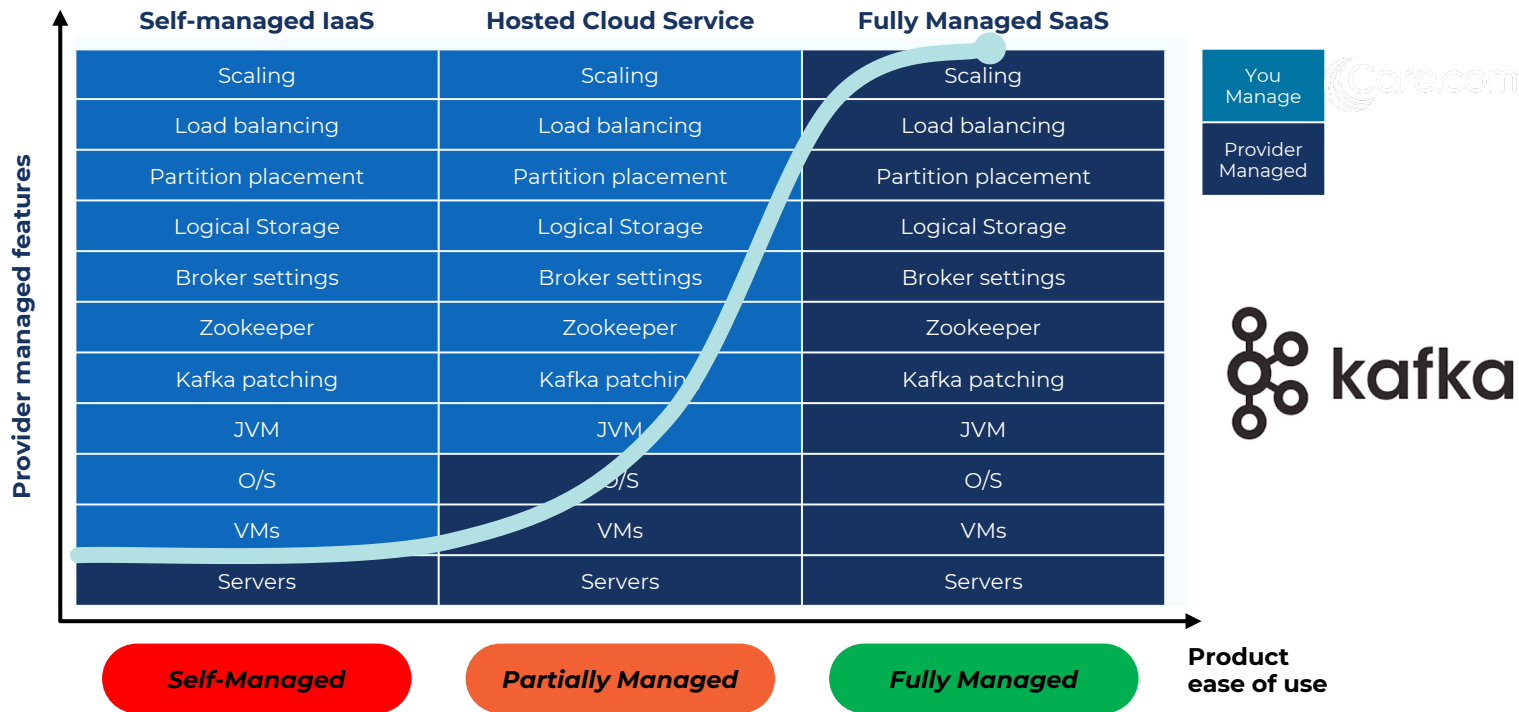 Self-managed IaaS
Hosted Cloud Service
Fully Managed SaaS
Provider managed features
Scaling
Scaling
Scaling
Load balancing
Load balancing
Load balancing
Partition placement
Partition placement
Partition placement
Logical Storage
Logical Storage
Logical Storage
Broker settings
Broker settings
Broker settings
Zookeeper
Zookeeper
Zookeeper
Kafka patching
Kafka patching
Kafka patching
JVM
JVM
JVM
O/S
O/S
O/S
VMs
VMs
VMs
Servers
Servers
Servers
You
Manage
Care.com
Provider
Managed
kafka
Self-Managed
Partially Managed
Fully Managed
Product
ease of use